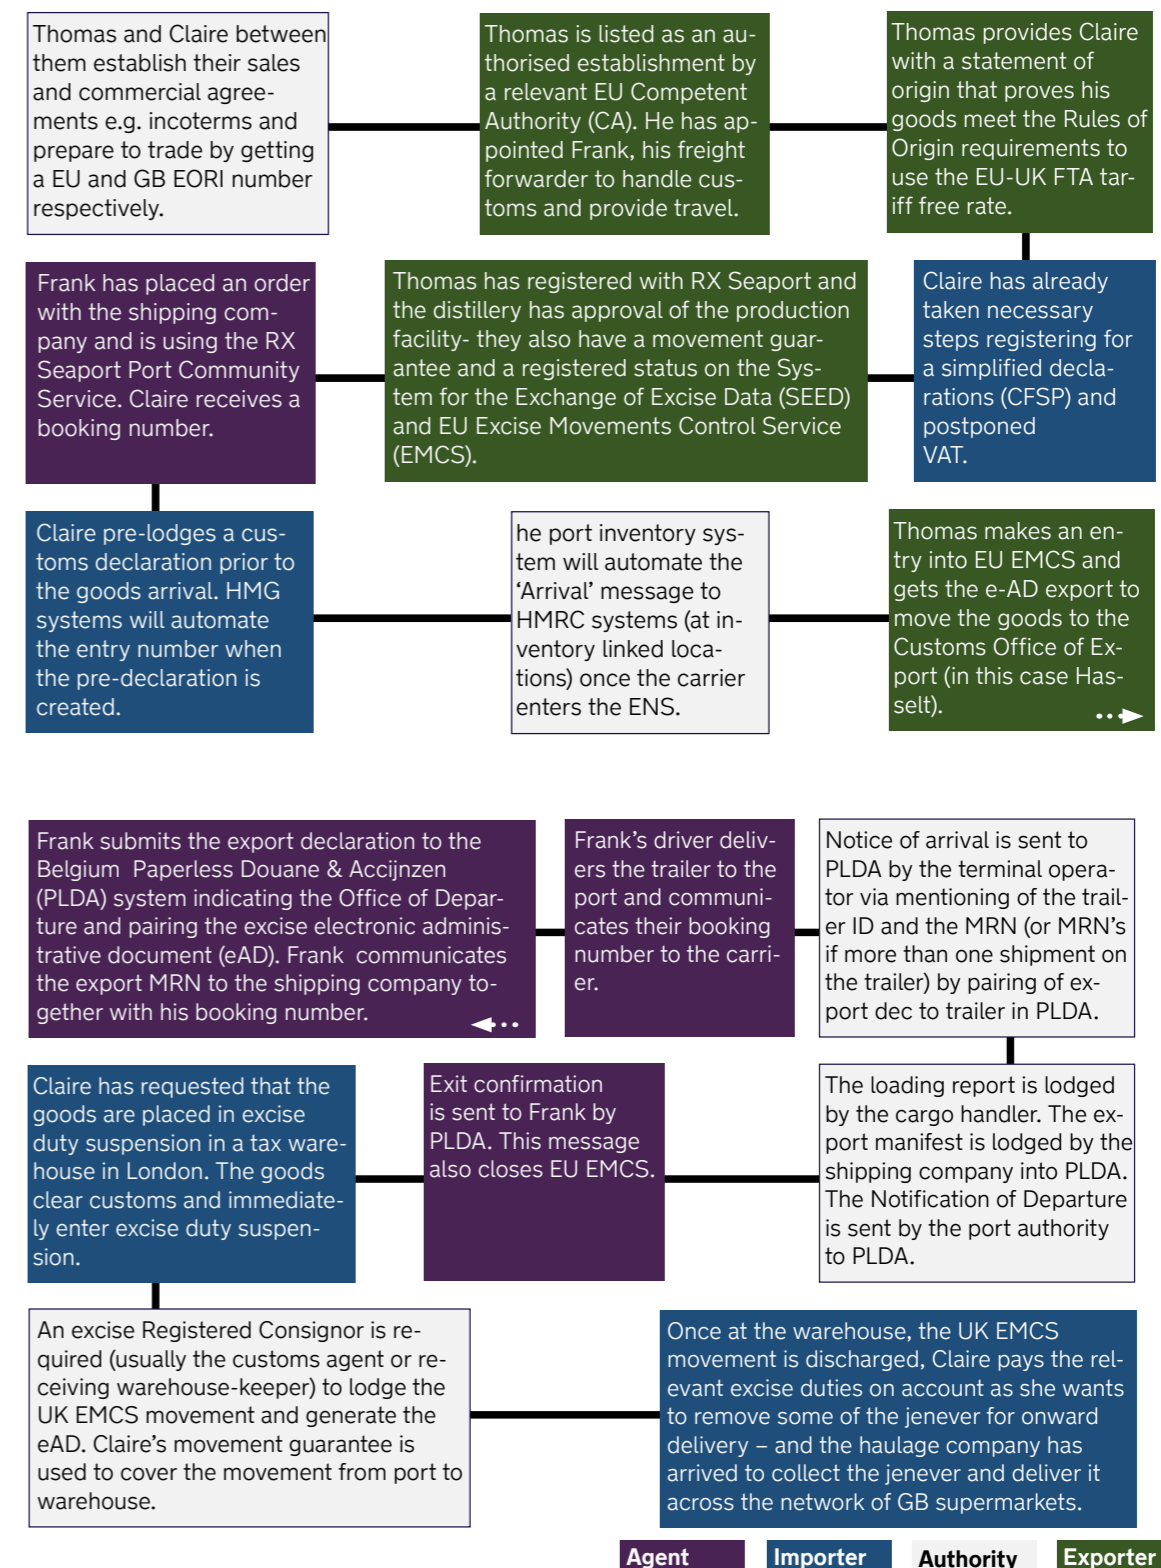 Thomas and Claire between
them establish their sales
and commercial agree-
ments e.g. incoterms and
prepare to trade by getting
a EU and GB EORI number
respectively.
Thomas is listed as an au-
thorised establishment by
a relevant EU Competent
Authority (CA). He has ap-
pointed Frank, his freight
forwarder to handle cus-
toms and provide travel.
Thomas provides Claire
with a statement of
origin that proves his
goods meet the Rules of
Origin requirements to
use the EU-UK FTA tar-
iff free rate.
Claire has already
taken necessary
steps registering for
a simplified decla-
rations (CFSP) and
postponed
VAT.
Thomas has registered with RX Seaport and
the distillery has approval of the production
facility- they also have a movement guar-
antee and a registered status on the Sys-
tem for the Exchange of Excise Data (SEED)
and EU Excise Movements Control Service
(EMCS).
Frank has placed an order
with the shipping com-
pany and is using the RX
Seaport Port Community
Service. Claire receives a
booking number.
Claire pre-lodges a cus-
toms declaration prior to
the goods arrival. HMG
systems will automate
the entry number when
the pre-declaration is
created.
he port inventory sys-
tem will automate the
‘Arrival’ message to
HMRC systems (at in-
ventory linked loca-
tions) once the carrier
enters the ENS.
Thomas makes an en-
try into EU EMCS and
gets the e-AD export to
move the goods to the
Customs Office of Ex-
port (in this case Has-
selt).
Frank submits the export declaration to the
Belgium Paperless Douane & Accijnzen
(PLDA) system indicating the Office of Depar-
ture and pairing the excise electronic adminis-
trative document (eAD). Frank communicates
the export MRN to the shipping company to-
gether with his booking number.
Frank’s driver deliv-
ers the trailer to the
port and communi-
cates their booking
number to the carri-
er.
Notice of arrival is sent to
PLDA by the terminal opera-
tor via mentioning of the trail-
er ID and the MRN (or MRN’s
if more than one shipment on
the trailer) by pairing of ex-
port dec to trailer in PLDA.
The loading report is lodged
by the cargo handler. The ex-
port manifest is lodged by the
shipping company into PLDA.
The Notification of Departure
is sent by the port authority
to PLDA.
Exit confirmation
is sent to Frank by
PLDA. This message
also closes EU EMCS.
Claire has requested that the
goods are placed in excise
duty suspension in a tax ware-
house in London. The goods
clear customs and immediate-
ly enter excise duty suspen-
sion.
An excise Registered Consignor is re-
quired (usually the customs agent or re-
ceiving warehouse-keeper) to lodge the
UK EMCS movement and generate the
eAD. Claire’s movement guarantee is
used to cover the movement from port to
warehouse.
Once at the warehouse, the UK EMCS
movement is discharged, Claire pays the rel-
evant excise duties on account as she wants
to remove some of the jenever for onward
delivery – and the haulage company has
arrived to collect the jenever and deliver it
across the network of GB supermarkets.
Agent
Importer
Authority
Exporter